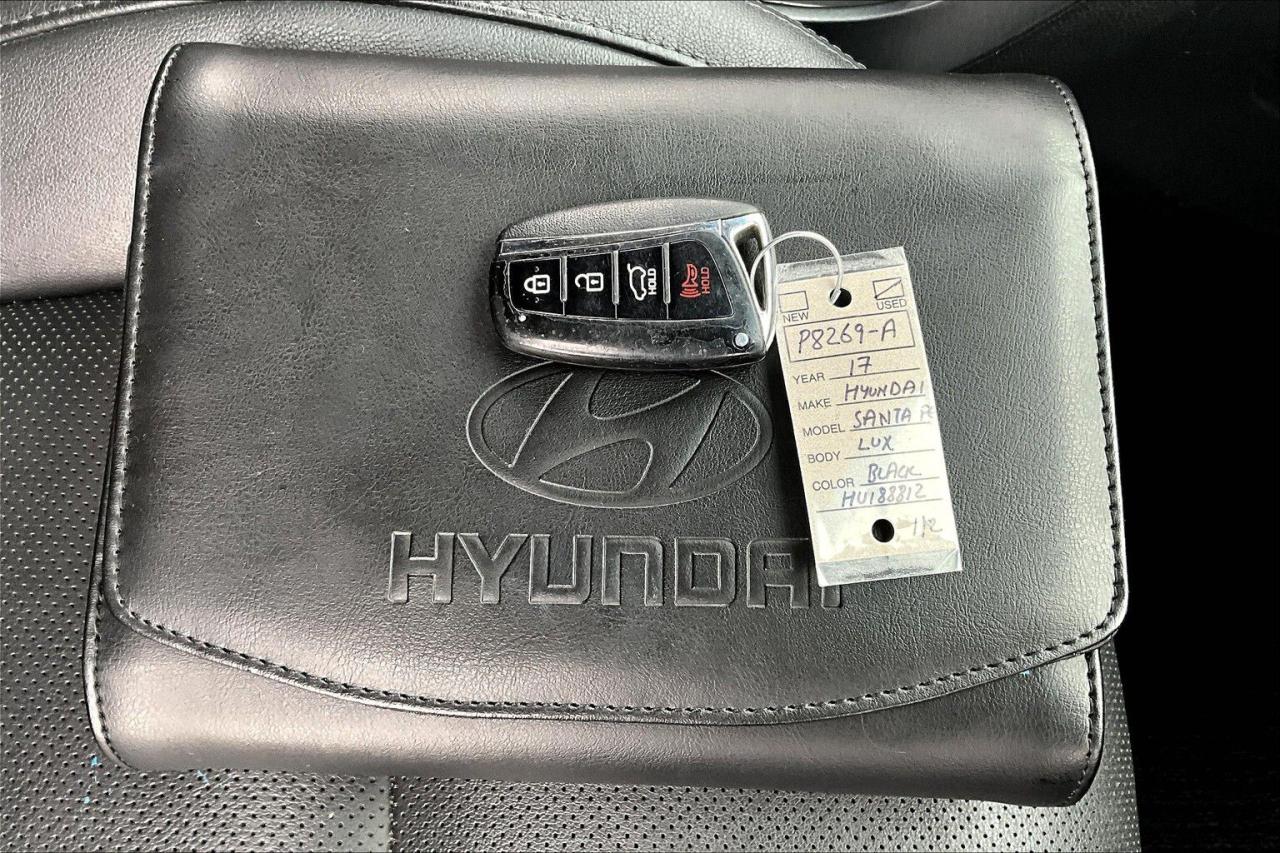 HOLD
HOLD
NEW USED
P8269-A
YEAR 17
MAKE HYUNDAI
MODEL SANTA FE
BODY LUX
COLOR BLACK
HU188812
1/2
HYUNDAI